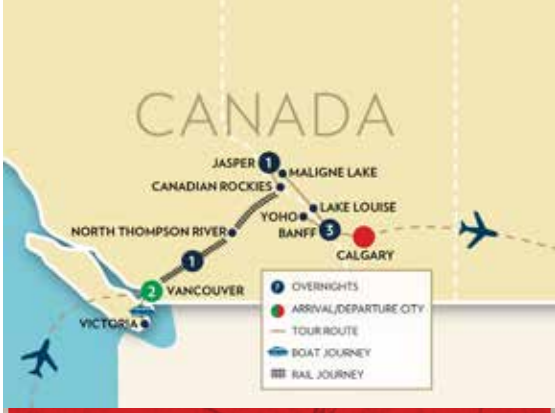 CANADA
JASPER 1
MALIGNE LAKE
CANADIAN ROCKIES
LAKE LOUISE
YOHO
NORTH THOMPSON RIVER
BANFF 3
CALGARY
1
2 VANCOUVER
VICTORIA
OVERNIGHTS
ARRIVAL/DEPARTURE CITY
TOUR ROUTE
BOAT JOURNEY
RAIL JOURNEY